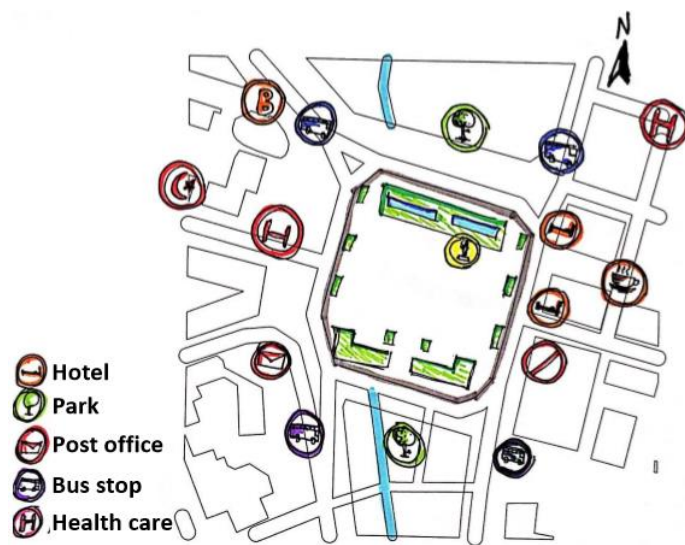 N
B
H
H
Hotel
Park
Post office
Bus stop
H
Health care